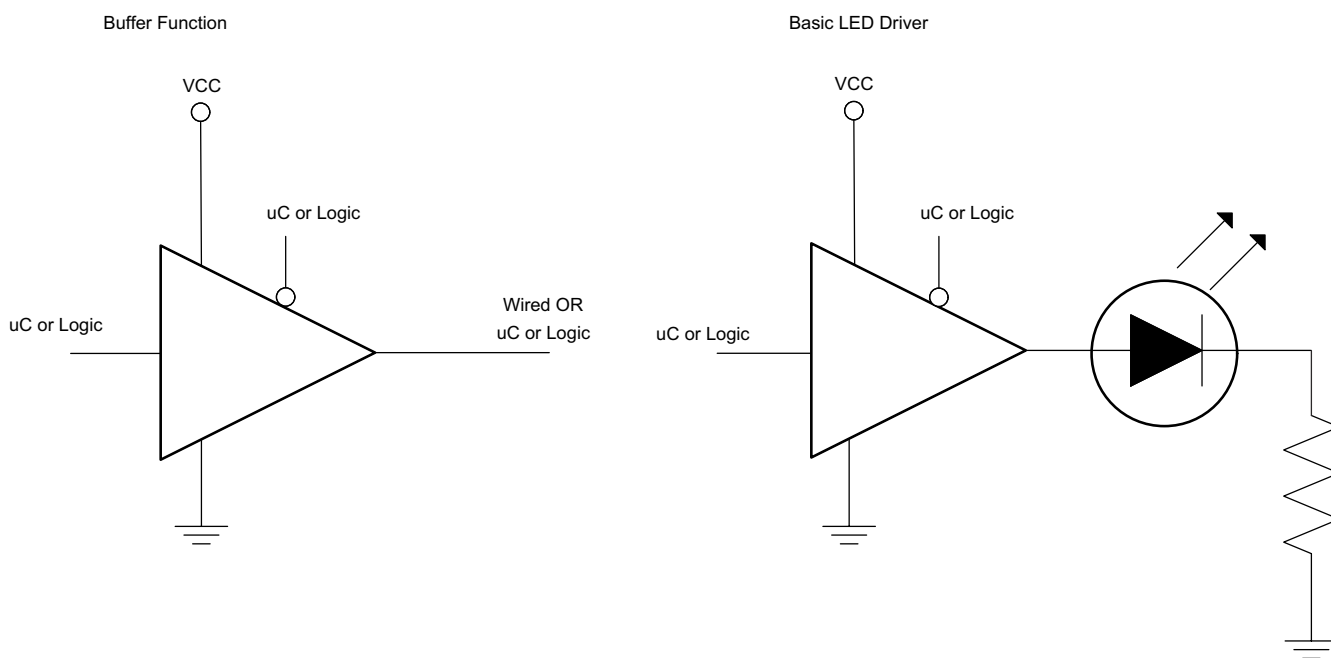 Buffer Function
VCC
uC or Logic
uC or Logic
Wired OR
uC or Logic
Basic LED Driver
VCC
uC or Logic
uC or Logic